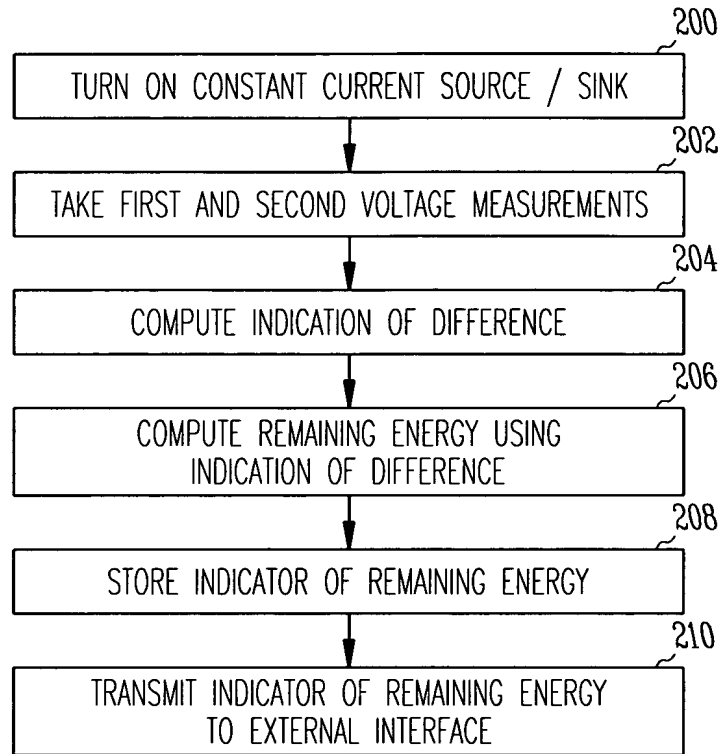 200
TURN ON CONSTANT CURRENT SOURCE / SINK
202
TAKE FIRST AND SECOND VOLTAGE MEASUREMENTS
204
COMPUTE INDICATION OF DIFFERENCE
206
COMPUTE REMAINING ENERGY USING
INDICATION OF DIFFERENCE
208
STORE INDICATOR OF REMAINING ENERGY
210
TRANSMIT INDICATOR OF REMAINING ENERGY
TO EXTERNAL INTERFACE